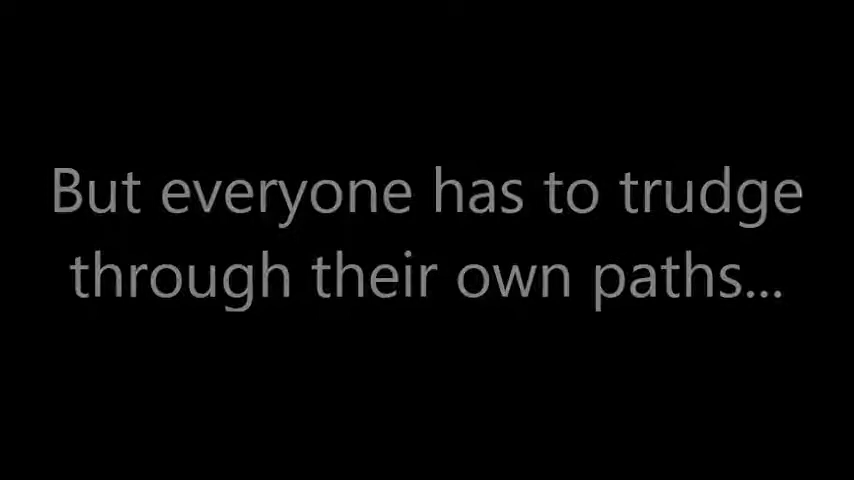 But everyone has to trudge
through their own paths...